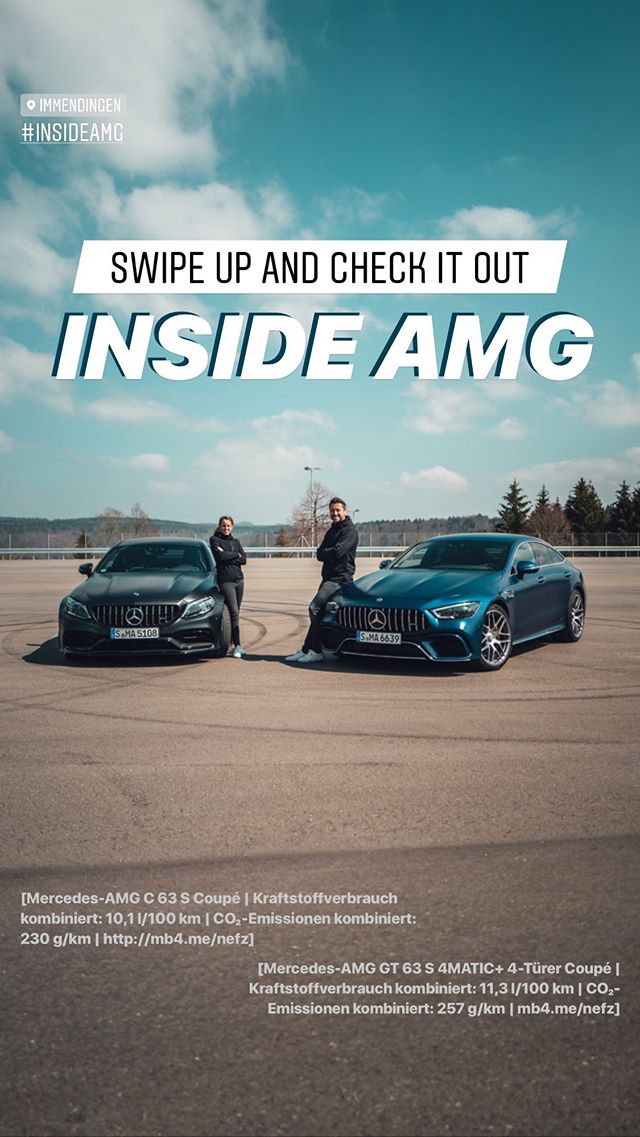 IMMENDINGEN
#INSIDEAMG
SWIPE UP AND CHECK IT OUT
INSIDE AMG
S MA 5108
S MA 6639
[Mercedes-AMG C 63 S Coupé | Kraftstoffverbrauch
kombiniert: 10,1 l/100 km | CO₂-Emissionen kombiniert:
230 g/km | http://mb4.me/nefz]
[Mercedes-AMG GT 63 S 4MATIC+ 4-Türer Coupé |
Kraftstoffverbrauch kombiniert: 11,3 l/100 km | CO₂-
Emissionen kombiniert: 257 g/km | mb4.me/nefz]